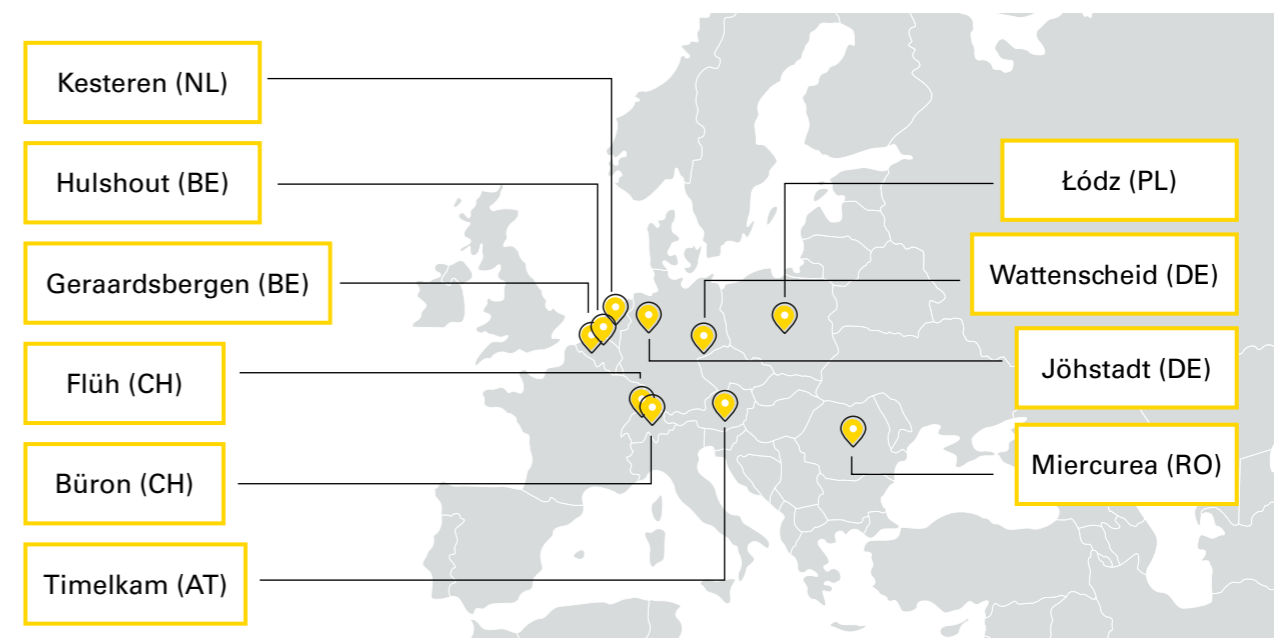 Kesteren (NL)
Hulshout (BE)
Geraardsbergen (BE)
Flüh (CH)
Büron (CH)
Timelkam (AT)
Łódz (PL)
Wattenscheid (DE)
Jöhstadt (DE)
Miercurea (RO)